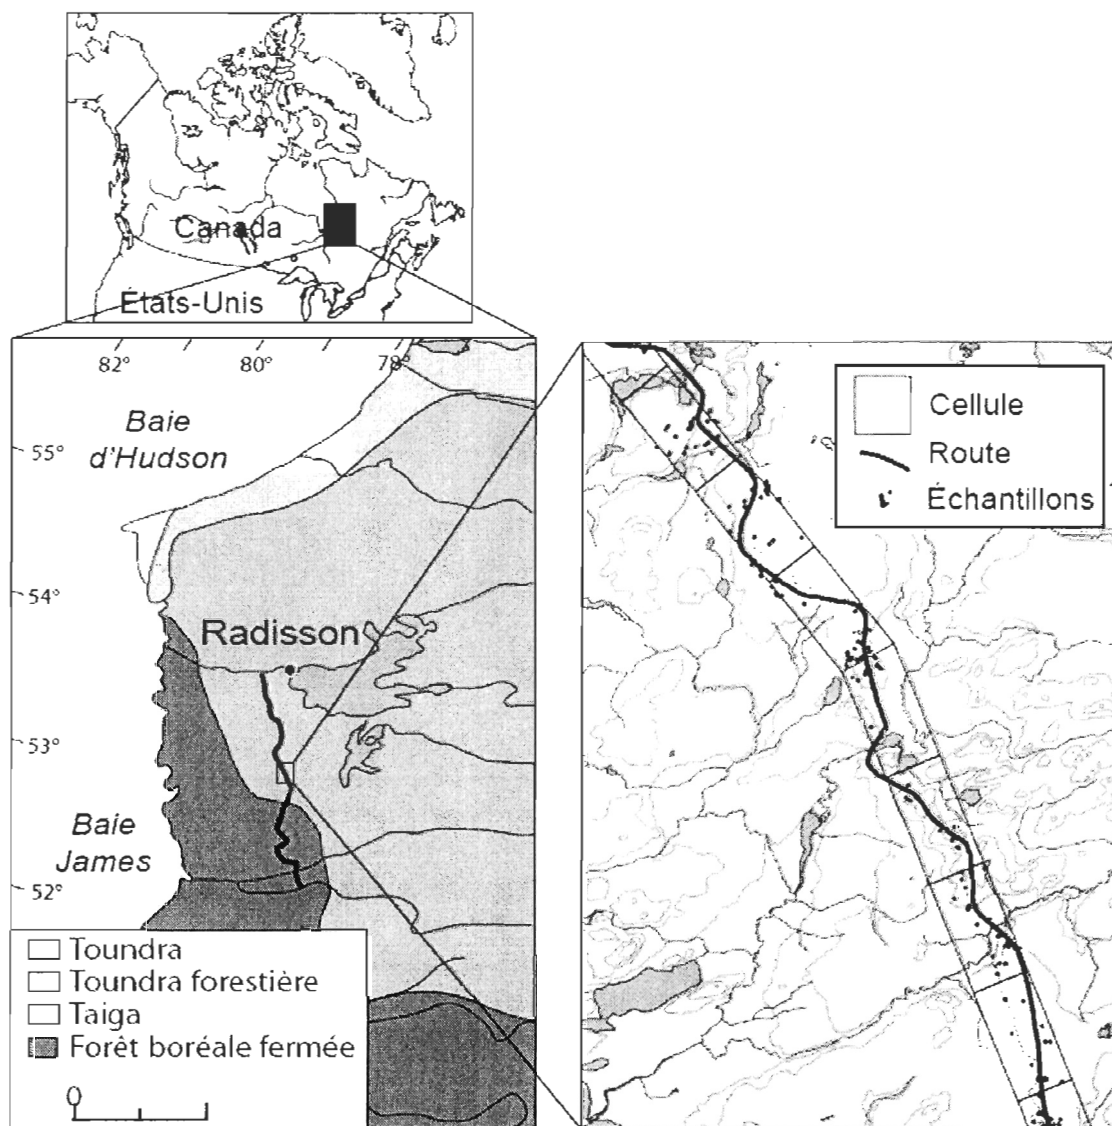 Canada
États-Unis
82°
80°
78°
Baie
d'Hudson
55°
54°
Radisson
53°
Baie
James
52°
Toundra
Toundra forestière
Taiga
Forêt boréale fermée
0
Cellule
Route
Échantillons